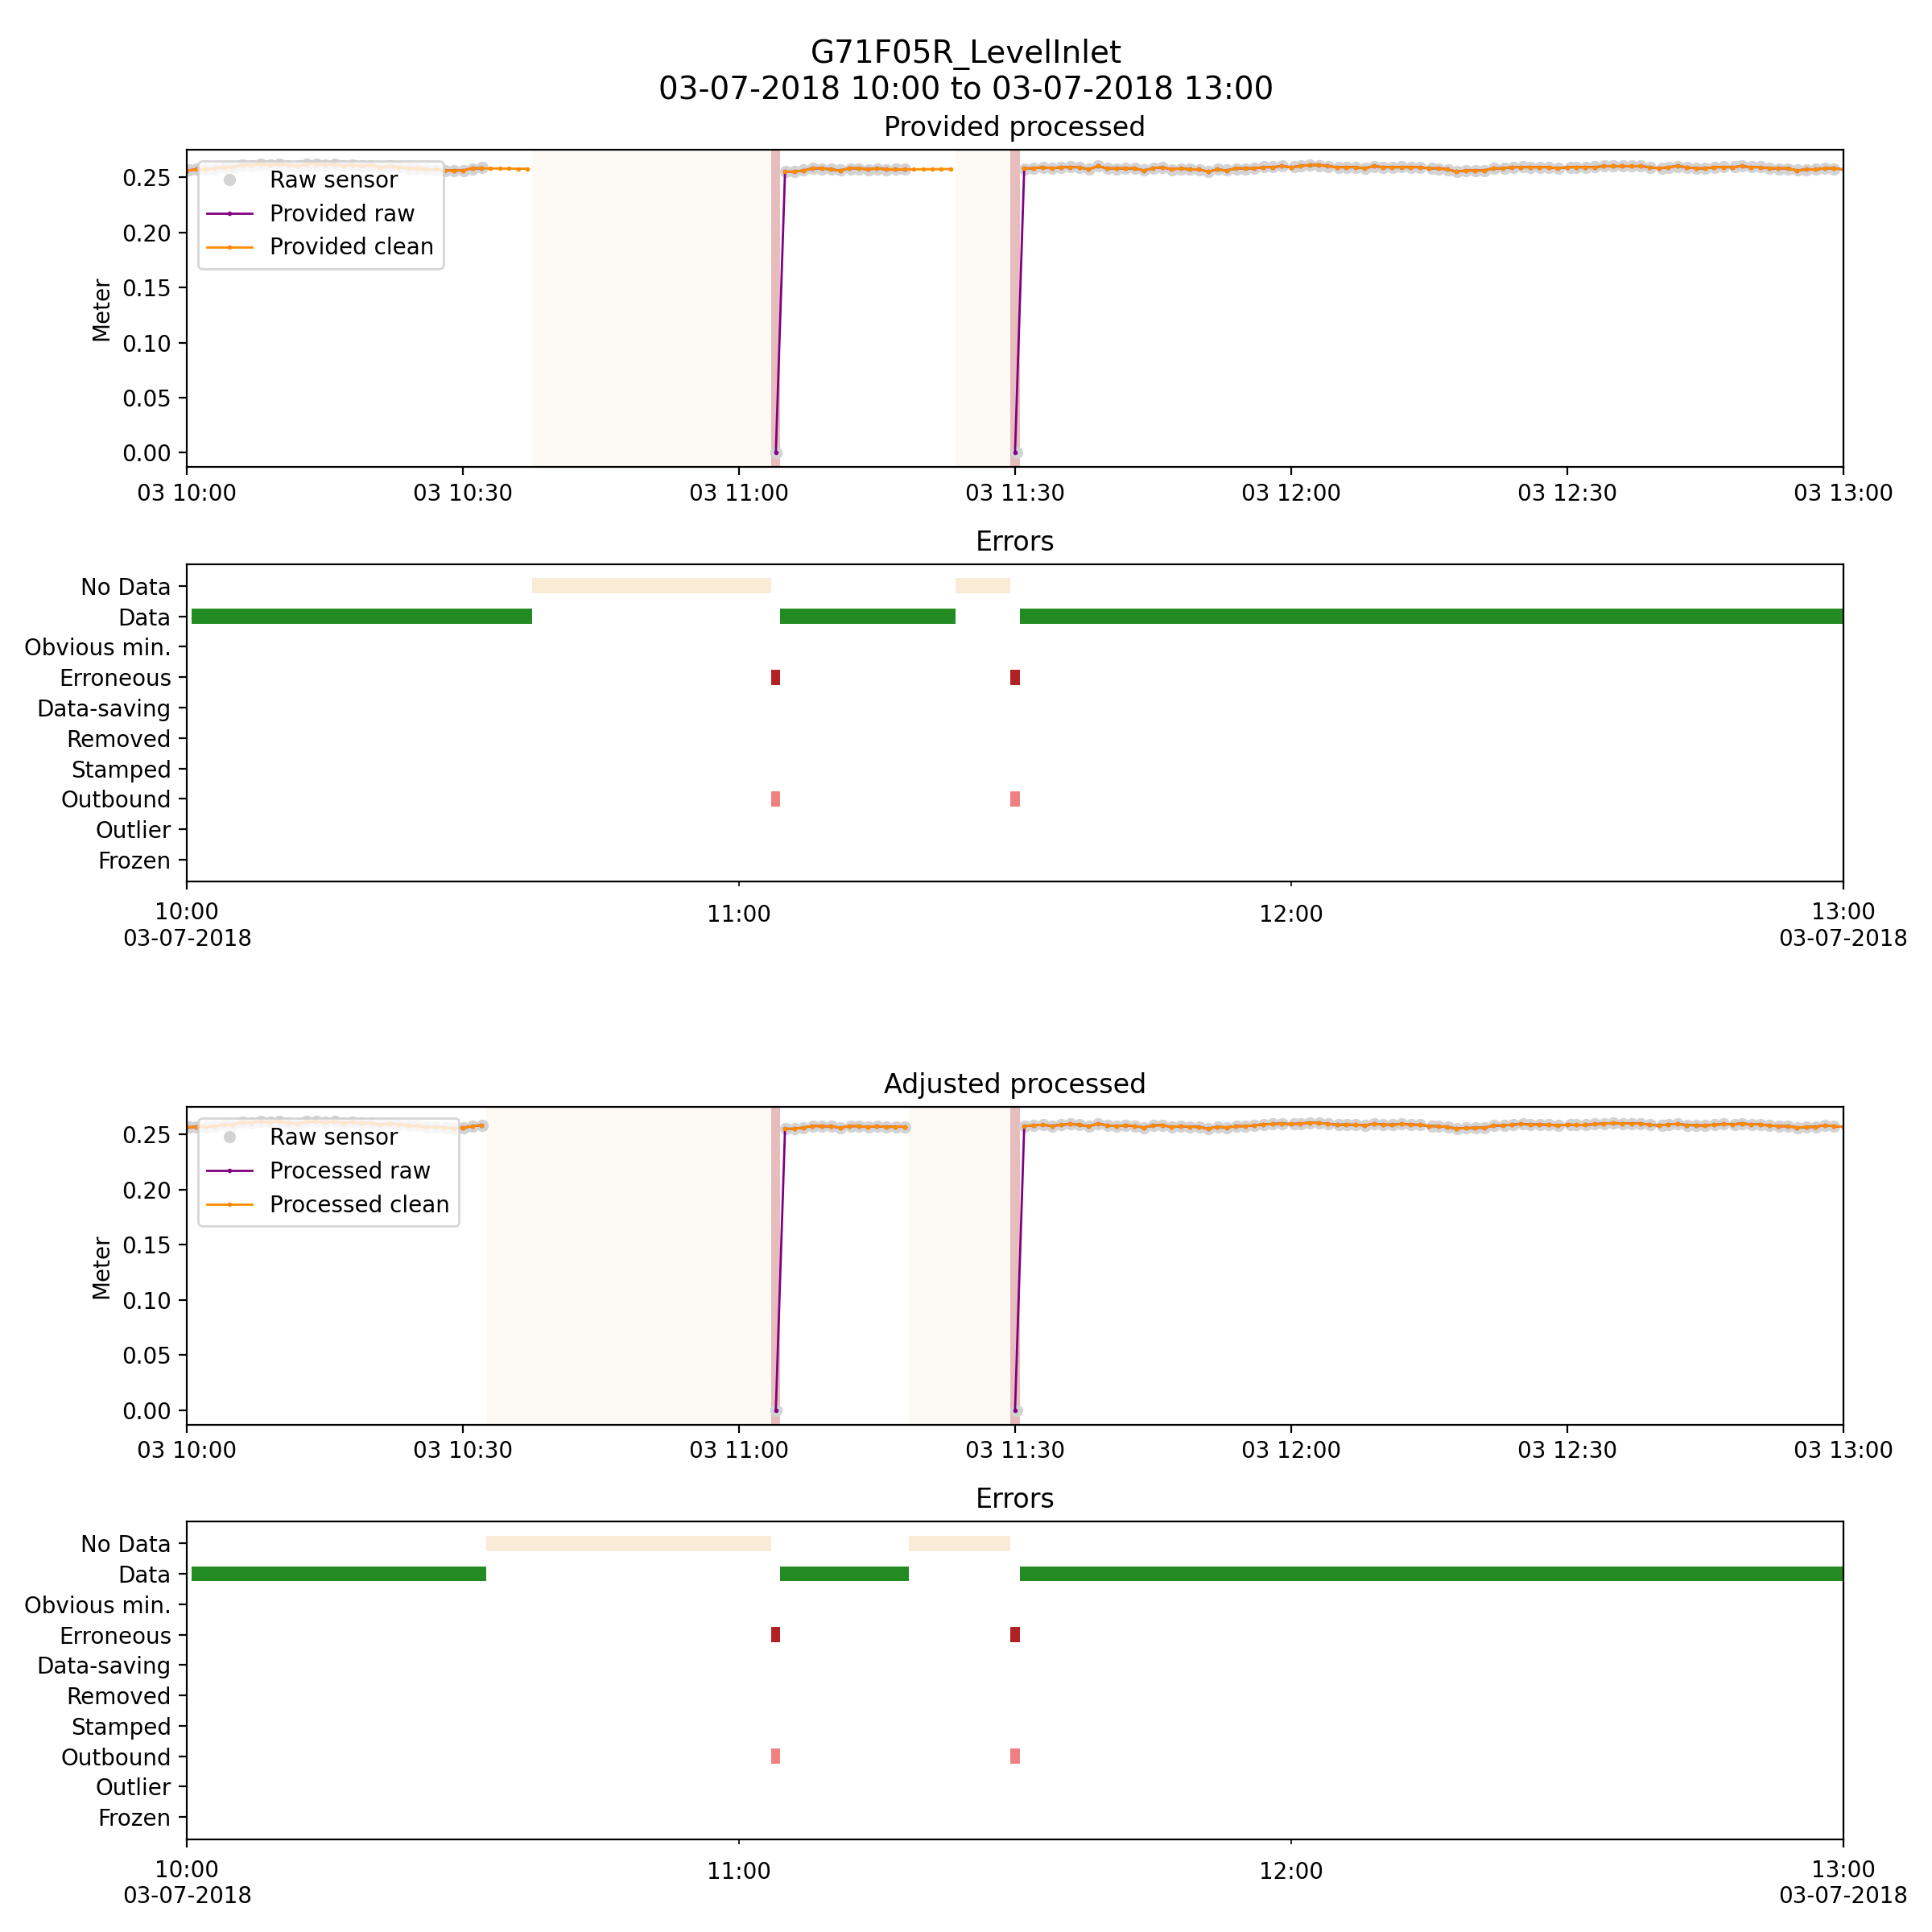 G71F05R_LevelInlet
03-07-2018 10:00 to 03-07-2018 13:00
Provided processed
Meter
0.25
0.20
0.15
0.10
0.05
0.00
Raw sensor
Provided raw
Provided clean
03 10:00 03 10:30 03 11:00 03 11:30 03 12:00 03 12:30 03 13:00
Errors
No Data
Data
Obvious min.
Erroneous
Data-saving
Removed
Stamped
Outbound
Outlier
Frozen
10:00 11:00 12:00 13:00
03-07-2018 03-07-2018
Adjusted processed
Meter
0.25
0.20
0.15
0.10
0.05
0.00
Raw sensor
Processed raw
Processed clean
03 10:00 03 10:30 03 11:00 03 11:30 03 12:00 03 12:30 03 13:00
Errors
No Data
Data
Obvious min.
Erroneous
Data-saving
Removed
Stamped
Outbound
Outlier
Frozen
10:00 11:00 12:00 13:00
03-07-2018 03-07-2018